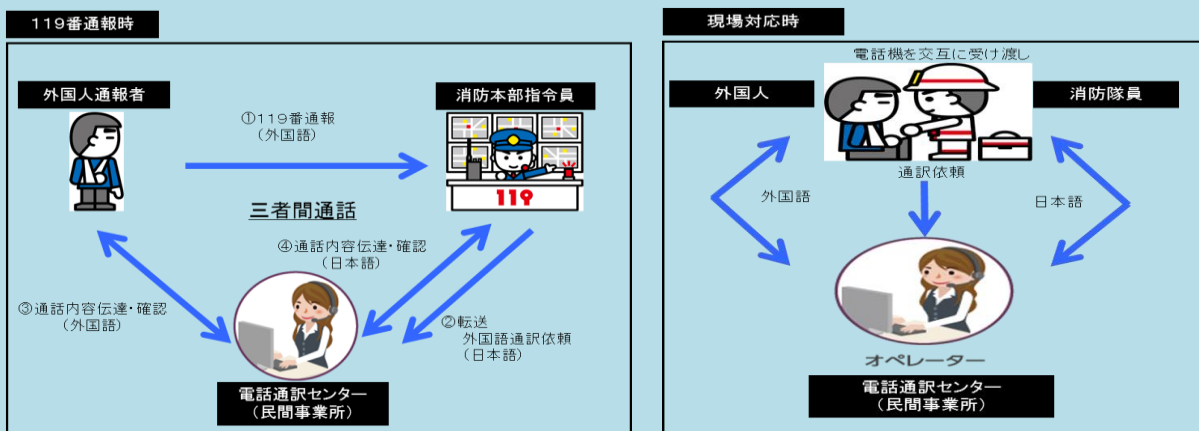 119番通報時
外国人通報者
消防本部指令員
①119番通報
(外国語)
119
三者間通話
④通話内容伝達・確認
(日本語)
③通話内容伝達・確認
(外国語)
②転送
外国語通訳依頼
(日本語)
電話通訳センター
(民間事業所)
現場対応時
電話機を交互に受け渡し
外国人
消防隊員
通訳依頼
外国語
日本語
オペレーター
電話通訳センター
(民間事業所)